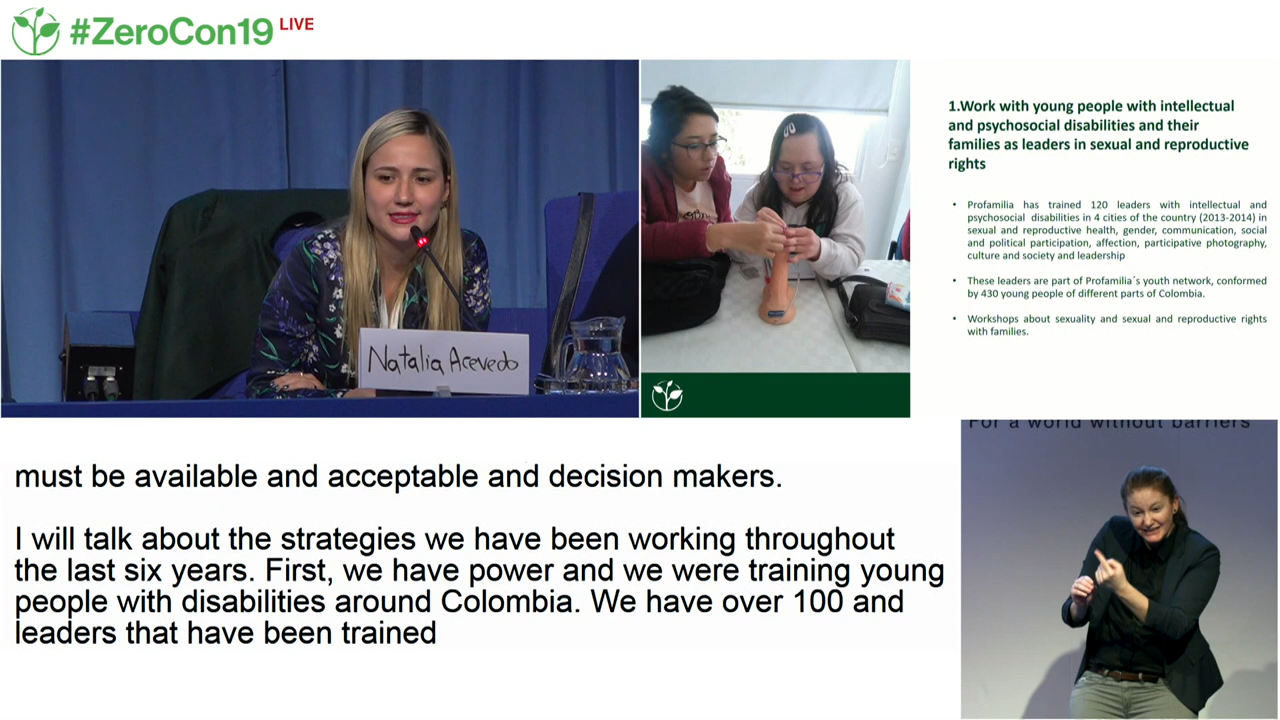 #ZeroCon19 LIVE
1.Work with young people with intellectual
and psychosocial disabilities and their
families as leaders in sexual and reproductive
rights
• Profamilia has trained 120 leaders with intellectual and
psychosocial disabilities in 4 cities of the country (2013-2014) in
sexual and reproductive health, gender, communication, social
and political participation, affection, participative photography,
culture and society and leadership
• These leaders are part of Profamilia´s youth network, conformed
by 430 young people of different parts of Colombia.
• Workshops about sexuality and sexual and reproductive rights
with families.
Natalia Acevedo
For a world without barriers
must be available and acceptable and decision makers.
I will talk about the strategies we have been working throughout
the last six years. First, we have power and we were training young
people with disabilities around Colombia. We have over 100 and
leaders that have been trained